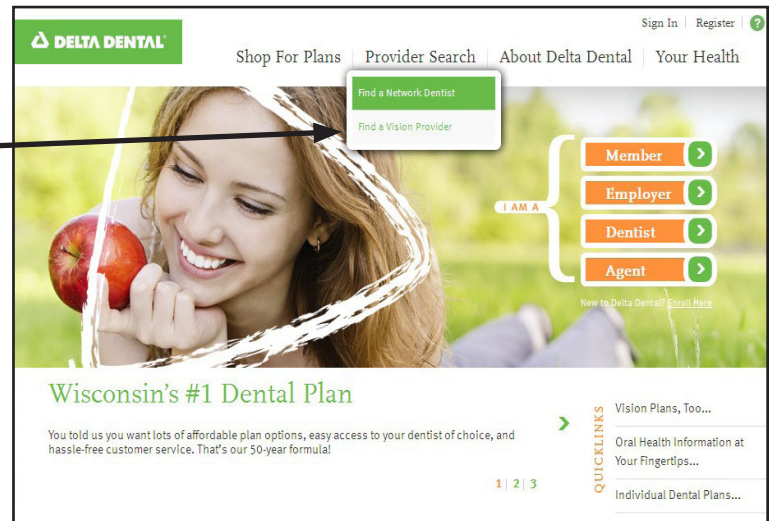 Sign In | Register | ?
DELTA DENTAL
Shop For Plans | Provider Search | About Delta Dental | Your Health
Find a Network Dentist
Find a Vision Provider
I AM A
Member
Employer
Dentist
Agent
New to Delta Dental? Enroll Here
Wisconsin's #1 Dental Plan
You told us you want lots of affordable plan options, easy access to your dentist of choice, and
hassle-free customer service. That's our 50-year formula!
1 | 2 | 3
QUICKLINKS
Vision Plans, Too...
Oral Health Information at
Your Fingertips...
Individual Dental Plans...